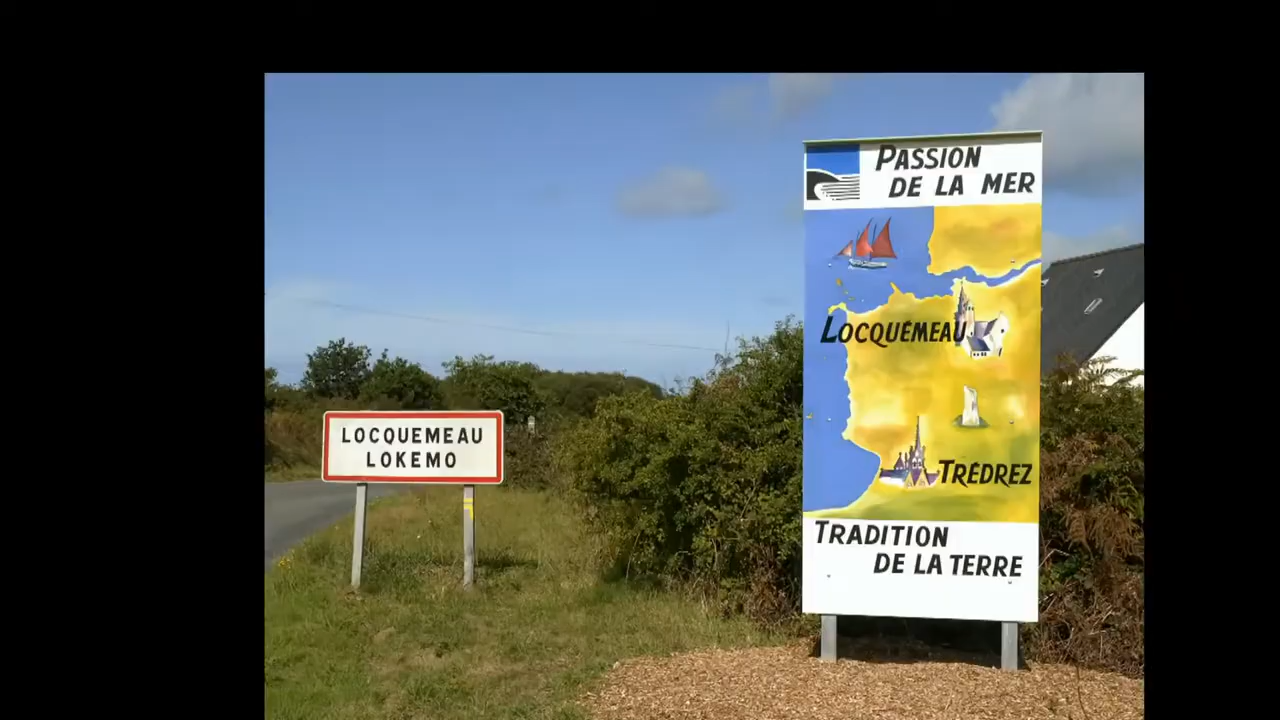 LOCQUEMEAU
LOKEMO
PASSION
DE LA MER
LOCQUÉMEAU
TRÉDREZ
TRADITION
DE LA TERRE